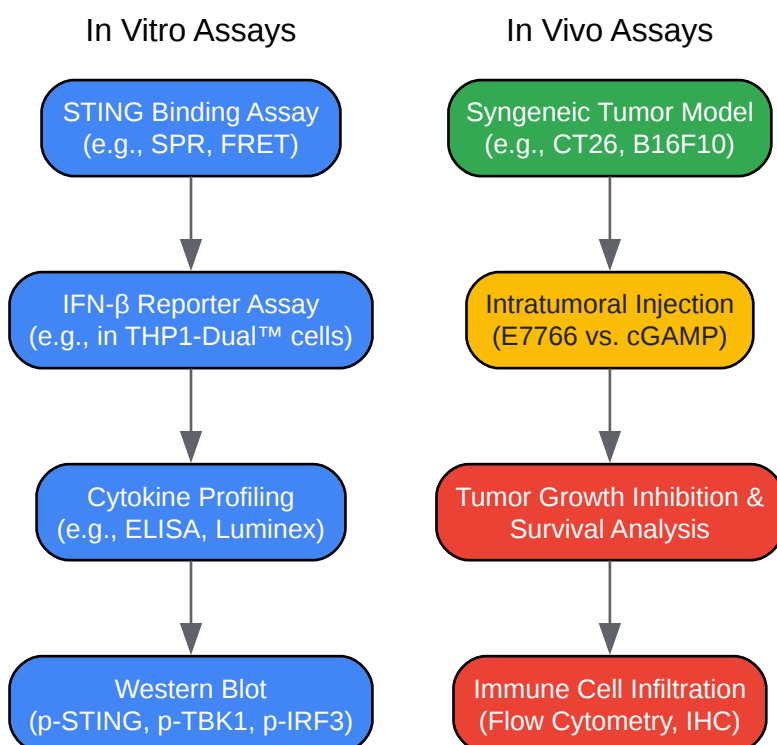 In Vitro Assays
STING Binding Assay
(e.g., SPR, FRET)
IFN-β Reporter Assay
(e.g., in THP1-Dual™ cells)
Cytokine Profiling
(e.g., ELISA, Luminex)
Western Blot
(p-STING, p-TBK1, p-IRF3)
In Vivo Assays
Syngeneic Tumor Model
(e.g., CT26, B16F10)
Intratumoral Injection
(E7766 vs. cGAMP)
Tumor Growth Inhibition &
Survival Analysis
Immune Cell Infiltration
(Flow Cytometry, IHC)